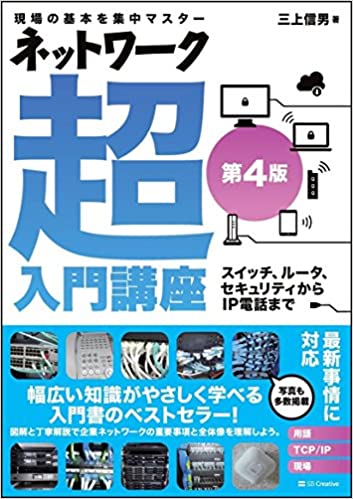 現場の基本を集中マスター
三上信男 著
ネットワーク
超
入門講座
第4版
スイッチ、ルータ、
セキュリティから
IP電話まで
最新事情に
対応
写真も
多数掲載
幅広い知識がやさしく学べる
入門書のベストセラー!
図解と丁寧解説で企業ネットワークの重要事項と全体像を理解しよう。
用語
TCP/IP
現場
SB Creative